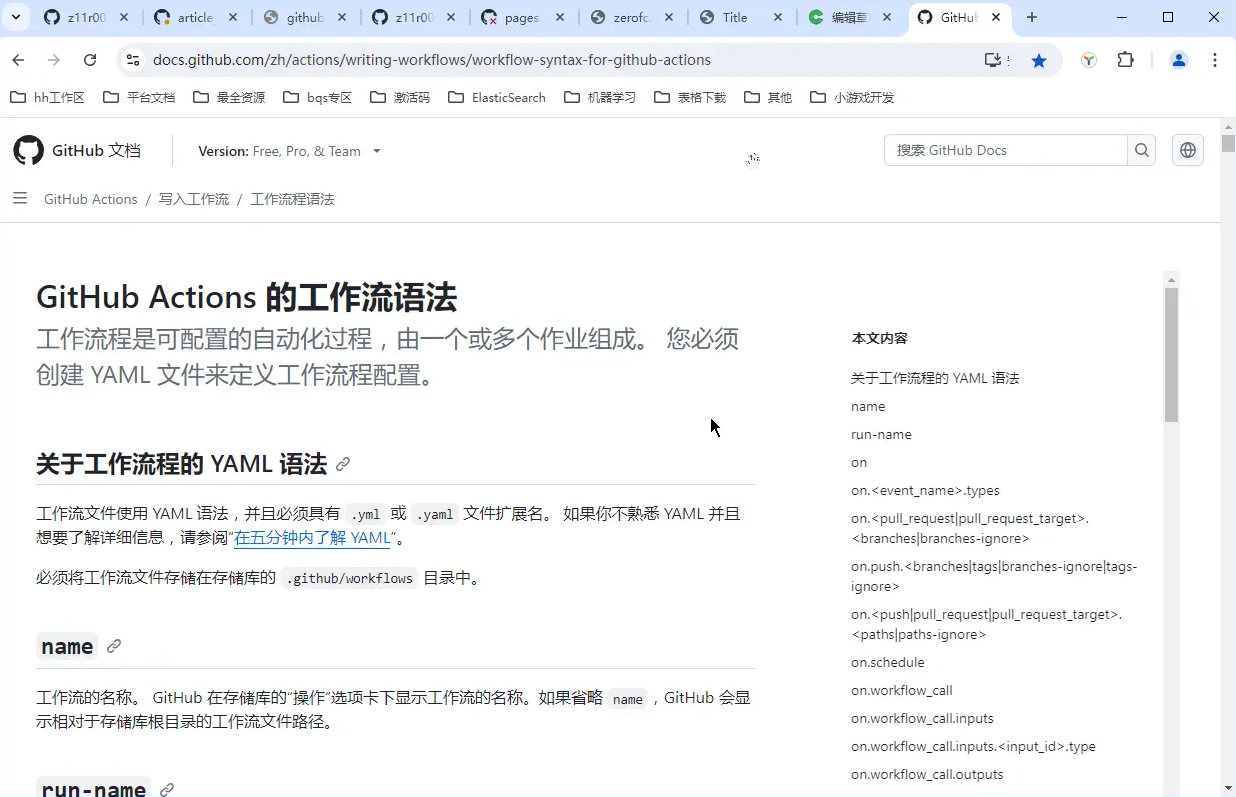 z11r00
article
github
z11r00
pages
zerofc
Title
编辑草
GitHub
docs.github.com/zh/actions/writing-workflows/workflow-syntax-for-github-actions
hh工作区
平台文档
最全资源
bqs专区
激活码
ElasticSearch
机器学习
表格下载
其他
小游戏开发
GitHub 文档
Version: Free, Pro, & Team
搜索 GitHub Docs
GitHub Actions / 写入工作流 / 工作流程语法
GitHub Actions 的工作流语法
工作流程是可配置的自动化过程，由一个或多个作业组成。 您必须
创建 YAML 文件来定义工作流程配置。
关于工作流程的 YAML 语法
工作流文件使用 YAML 语法，并且必须具有 .yml 或 .yaml 文件扩展名。 如果你不熟悉 YAML 并且
想要了解详细信息，请参阅“在五分钟内了解 YAML”。
必须将工作流文件存储在存储库的 .github/workflows 目录中。
name
工作流的名称。 GitHub 在存储库的“操作”选项卡下显示工作流的名称。如果省略 name，GitHub 会显
示相对于存储库根目录的工作流文件路径。
run-name
本文内容
关于工作流程的 YAML 语法
name
run-name
on
on.<event_name>.types
on.<pull_request|pull_request_target>.
<branches|branches-ignore>
on.push.<branches|tags|branches-ignore|tags-
ignore>
on.<push|pull_request|pull_request_target>.
<paths|paths-ignore>
on.schedule
on.workflow_call
on.workflow_call.inputs
on.workflow_call.inputs.<input_id>.type
on.workflow_call.outputs